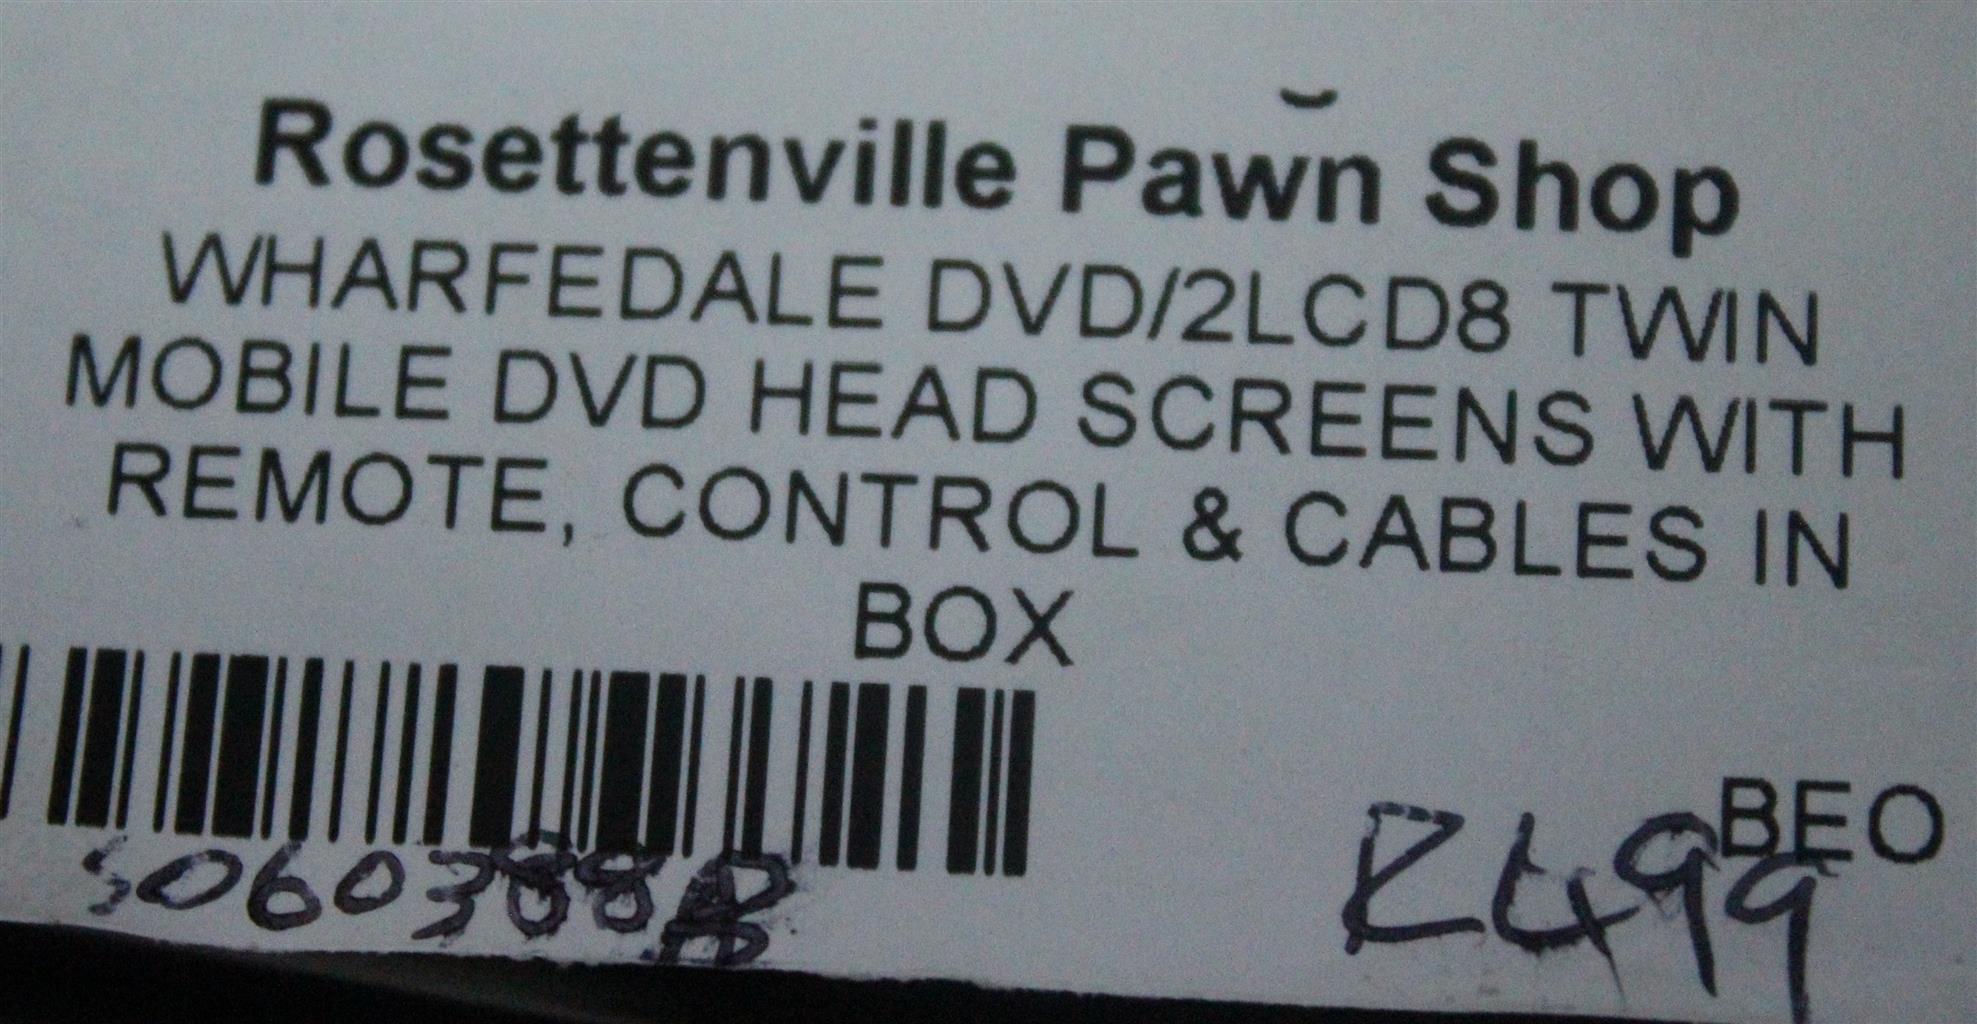 Rosettenville Pawn Shop
WHARFEDALE DVD/2LCD8 TWIN
MOBILE DVD HEAD SCREENS WITH
REMOTE, CONTROL & CABLES IN
BOX
BEO
R499